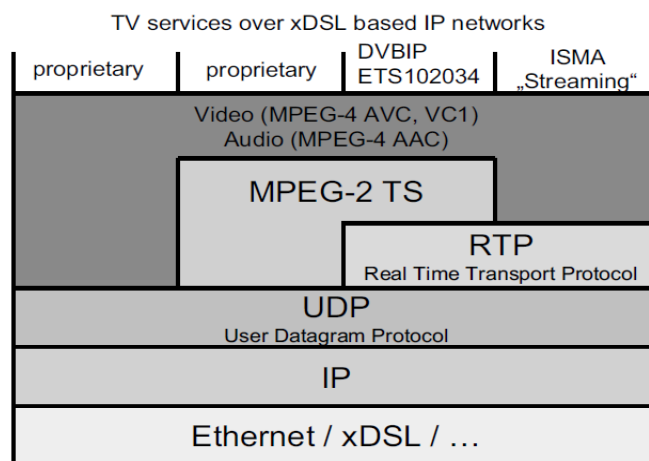 TV services over xDSL based IP networks
proprietary
proprietary
DVBIP
ETS102034
ISMA
„Streaming“
Video (MPEG-4 AVC, VC1)
Audio (MPEG-4 AAC)
MPEG-2 TS
RTP
Real Time Transport Protocol
UDP
User Datagram Protocol
IP
Ethernet / xDSL / ...